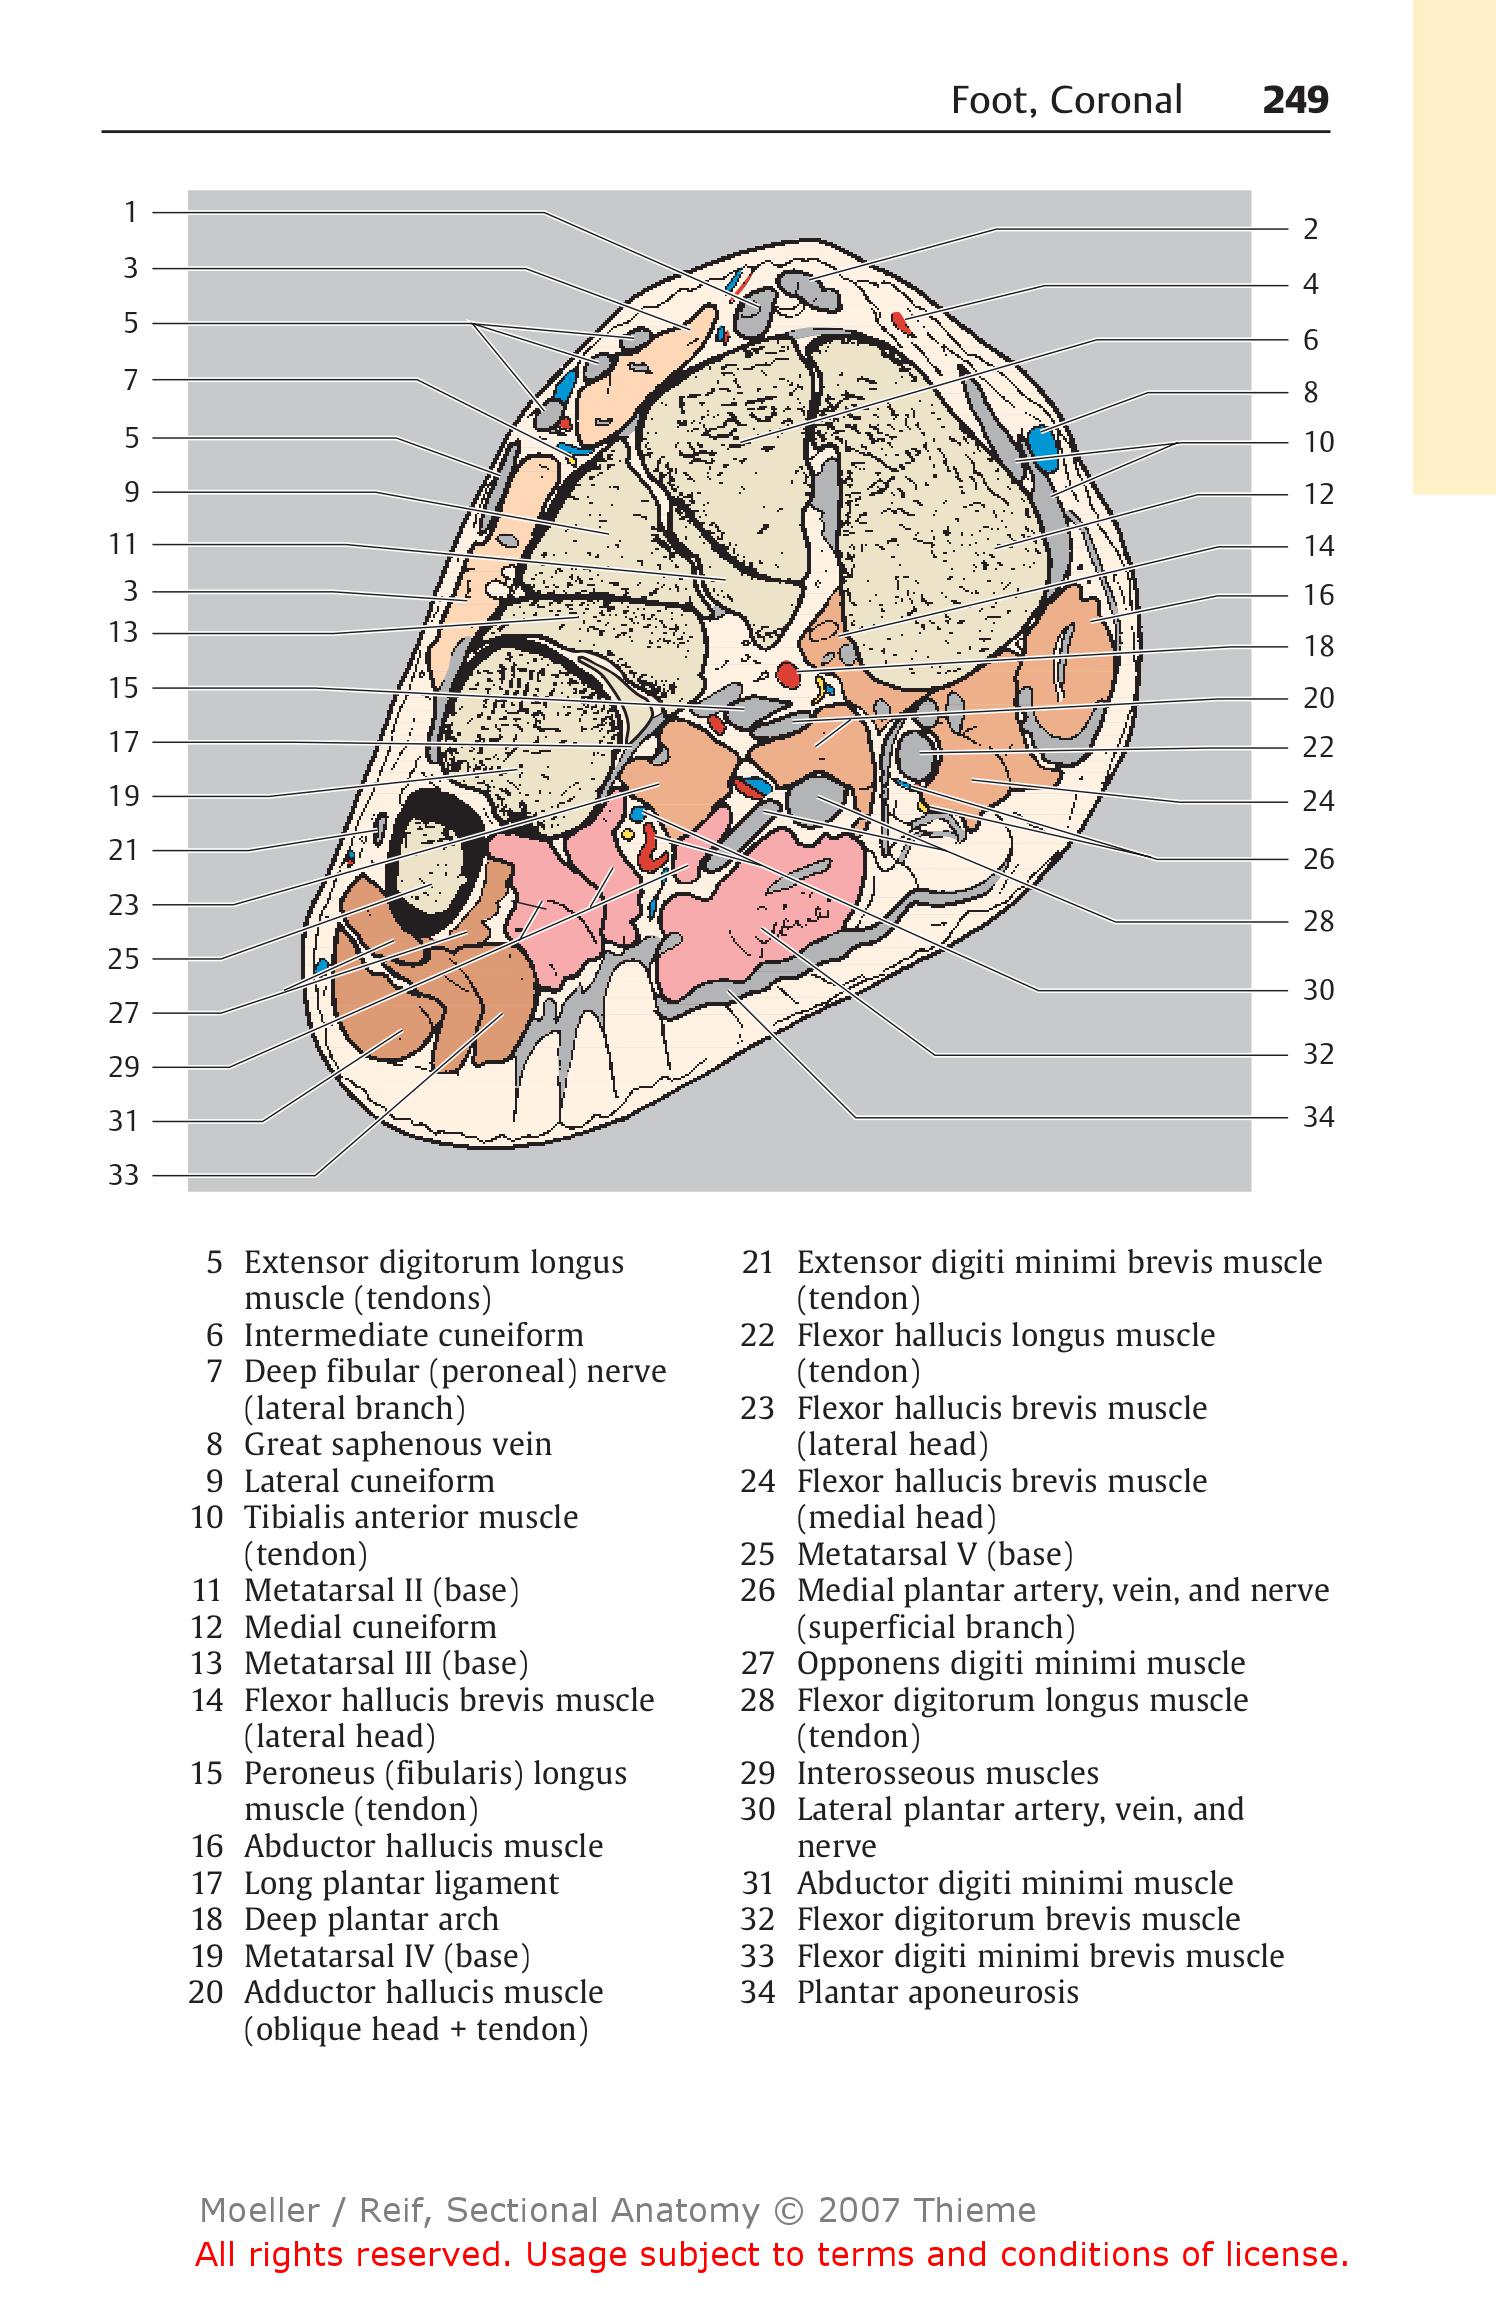 Foot, Coronal 249
1
3
5
7
5
9
11
3
13
15
17
19
21
23
25
27
29
31
33
2
4
6
8
10
12
14
16
18
20
22
24
26
28
30
32
34
5 Extensor digitorum longus
muscle (tendons)
6 Intermediate cuneiform
7 Deep fibular (peroneal) nerve
(lateral branch)
8 Great saphenous vein
9 Lateral cuneiform
10 Tibialis anterior muscle
(tendon)
11 Metatarsal II (base)
12 Medial cuneiform
13 Metatarsal III (base)
14 Flexor hallucis brevis muscle
(lateral head)
15 Peroneus (fibularis) longus
muscle (tendon)
16 Abductor hallucis muscle
17 Long plantar ligament
18 Deep plantar arch
19 Metatarsal IV (base)
20 Adductor hallucis muscle
(oblique head + tendon)
21 Extensor digiti minimi brevis muscle
(tendon)
22 Flexor hallucis longus muscle
(tendon)
23 Flexor hallucis brevis muscle
(lateral head)
24 Flexor hallucis brevis muscle
(medial head)
25 Metatarsal V (base)
26 Medial plantar artery, vein, and nerve
(superficial branch)
27 Opponens digiti minimi muscle
28 Flexor digitorum longus muscle
(tendon)
29 Interosseous muscles
30 Lateral plantar artery, vein, and
nerve
31 Abductor digiti minimi muscle
32 Flexor digitorum brevis muscle
33 Flexor digiti minimi brevis muscle
34 Plantar aponeurosis
Moeller / Reif, Sectional Anatomy © 2007 Thieme
All rights reserved. Usage subject to terms and conditions of license.